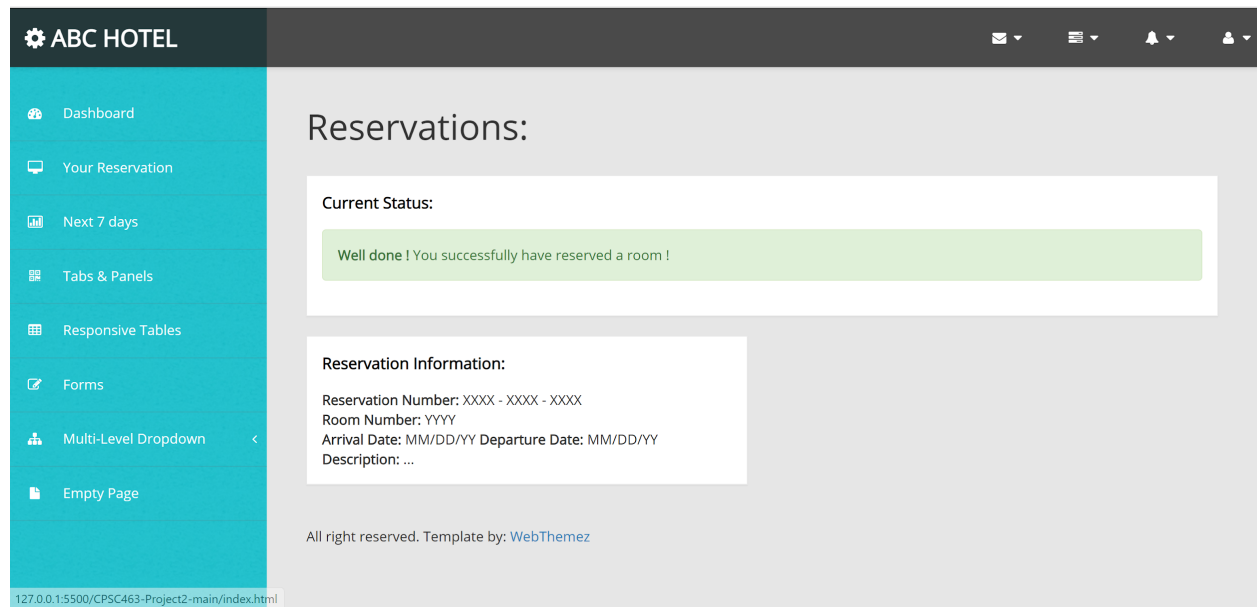 ABC HOTEL
Dashboard
Your Reservation
Next 7 days
Tabs & Panels
Responsive Tables
Forms
Multi-Level Dropdown
Empty Page
Reservations:
Current Status:
Well done ! You successfully have reserved a room !
Reservation Information:
Reservation Number: XXXX - XXXX - XXXX
Room Number: YYYY
Arrival Date: MM/DD/YY Departure Date: MM/DD/YY
Description: ...
All right reserved. Template by: WebThemez
127.0.0.1:5500/CPSC463-Project2-main/index.html